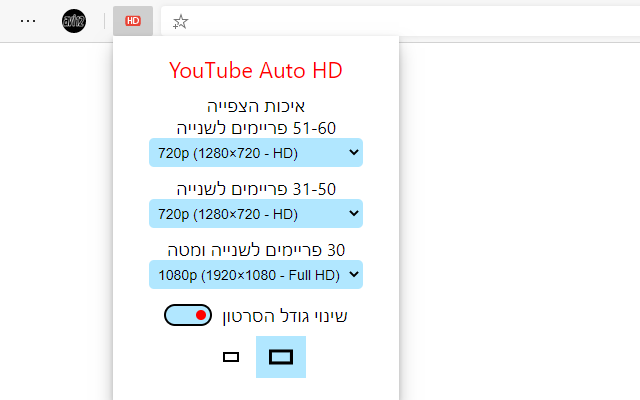 HD
YouTube Auto HD
איכות הצפייה
51-60 פריימים לשנייה
720p (1280×720 - HD)
31-50 פריימים לשנייה
720p (1280×720 - HD)
30 פריימים לשנייה ומטה
1080p (1920×1080 - Full HD)
שינוי גודל הסרטון